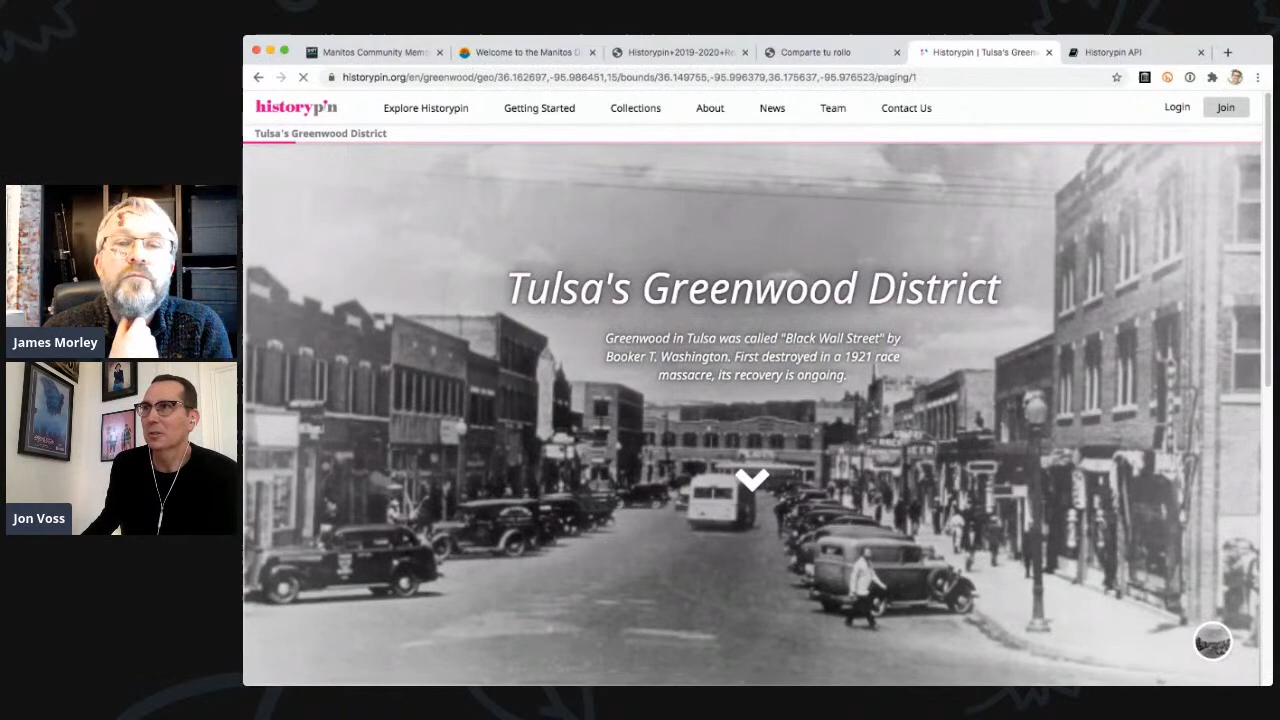 Manitos Community Mem
Welcome to the Manitos D
Historypin+2019-2020+Re
Comparte tu rollo
Historypin | Tulsa's Green
Historypin API
historypin.org/en/greenwood/geo/36.162697,-95.986451,15/bounds/36.149755,-95.996379,36.175637,-95.976523/paging/1
historypin
Explore Historypin
Getting Started
Collections
About
News
Team
Contact Us
Login
Join
Tulsa's Greenwood District
Tulsa's Greenwood District
Greenwood in Tulsa was called "Black Wall Street" by
Booker T. Washington. First destroyed in a 1921 race
massacre, its recovery is ongoing.
James Morley
Jon Voss